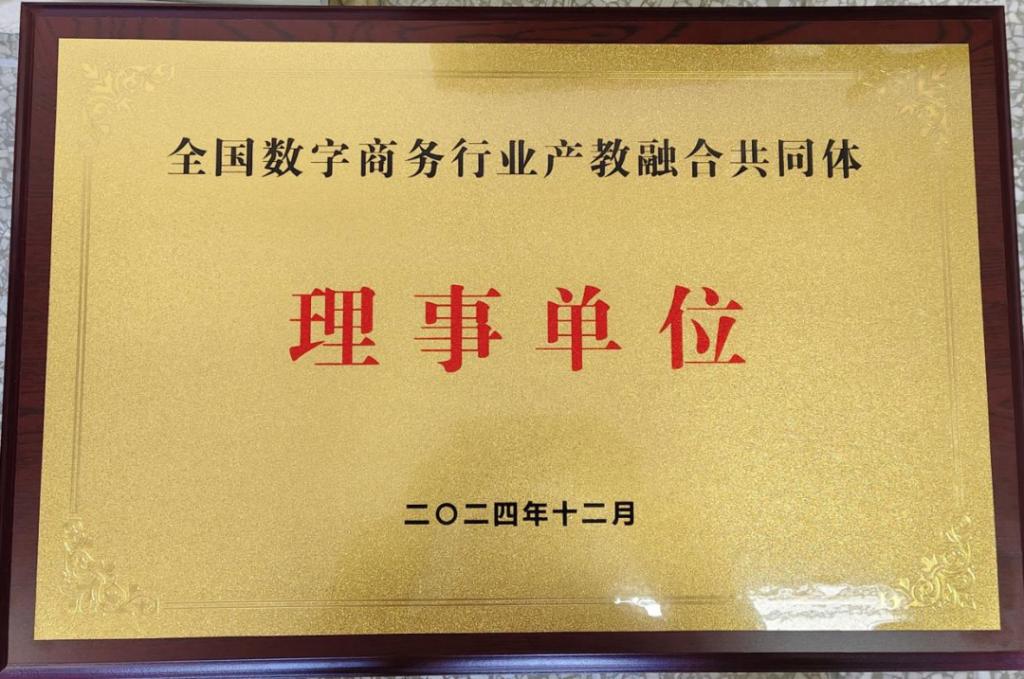 全国数字商务行业产教融合共同体
理事单位
二〇二四年十二月